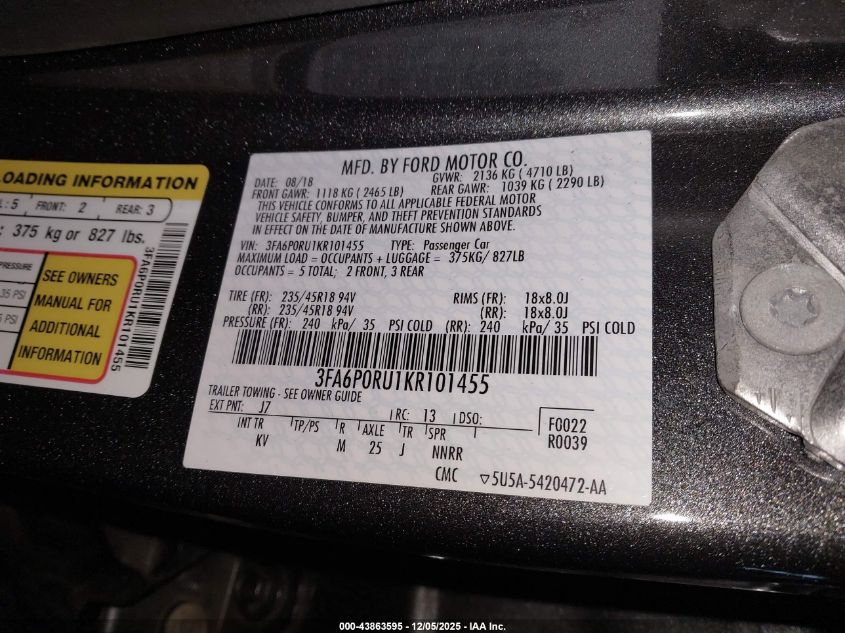 LOADING INFORMATION
: 5 FRONT: 2 REAR: 3
: 375 kg or 827 lbs.
PRESSURE
35 PSI
PSI
SEE OWNERS
MANUAL FOR
ADDITIONAL
INFORMATION
3FA6P0RU1KR101455
MFD. BY FORD MOTOR CO.
DATE: 08/18 GVWR: 2136 KG ( 4710 LB)
FRONT GAWR: 1118 KG ( 2465 LB) REAR GAWR: 1039 KG ( 2290 LB)
THIS VEHICLE CONFORMS TO ALL APPLICABLE FEDERAL MOTOR
VEHICLE SAFETY, BUMPER, AND THEFT PREVENTION STANDARDS
IN EFFECT ON THE DATE OF MANUFACTURE SHOWN ABOVE.
VIN: 3FA6P0RU1KR101455 TYPE: Passenger Car
MAXIMUM LOAD = OCCUPANTS + LUGGAGE = 375KG/ 827LB
OCCUPANTS = 5 TOTAL; 2 FRONT, 3 REAR
TIRE (FR): 235/45R18 94V RIMS (FR): 18x8.0J
(RR): 235/45R18 94V (RR): 18x8.0J
PRESSURE (FR): 240 kPa/ 35 PSI COLD (RR): 240 kPa/ 35 PSI COLD
3FA6P0RU1KR101455
TRAILER TOWING - SEE OWNER GUIDE
EXT PNT: J7 RC: 13 DSO:
F0022
R0039
INT TR TP/PS R AXLE TR SPR
KV M 25 J NNRR
CMC ▽5U5A-5420472-AA
000-43863595 - 12/05/2025 - IAA Inc.